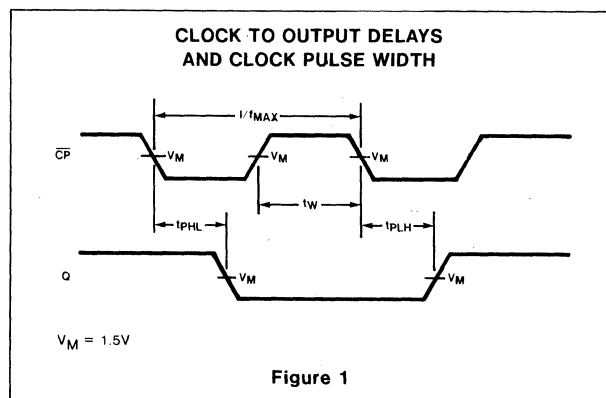 CLOCK TO OUTPUT DELAYS
AND CLOCK PULSE WIDTH
1/fMAX
CP
VM
VM
VM
tW
tPHL
tPLH
Q
VM
VM
VM = 1.5V
Figure 1